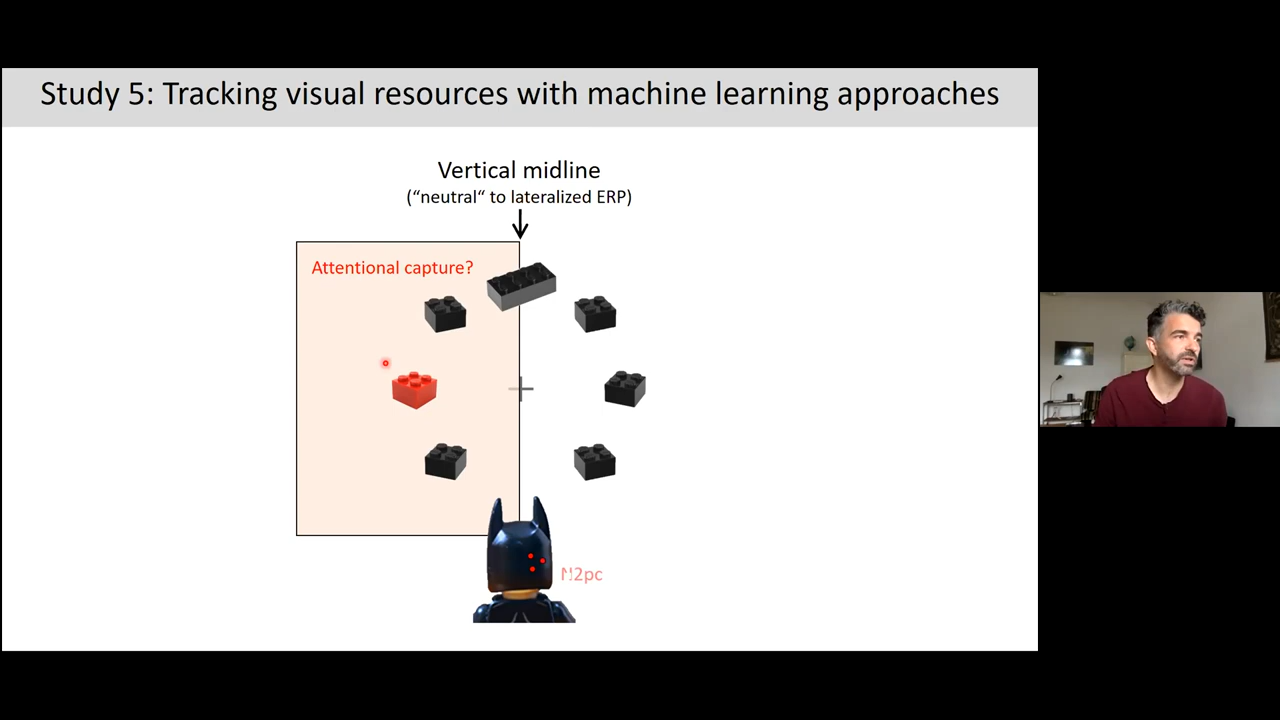 Study 5: Tracking visual resources with machine learning approaches
Vertical midline
(“neutral“ to lateralized ERP)
Attentional capture?
N2pc